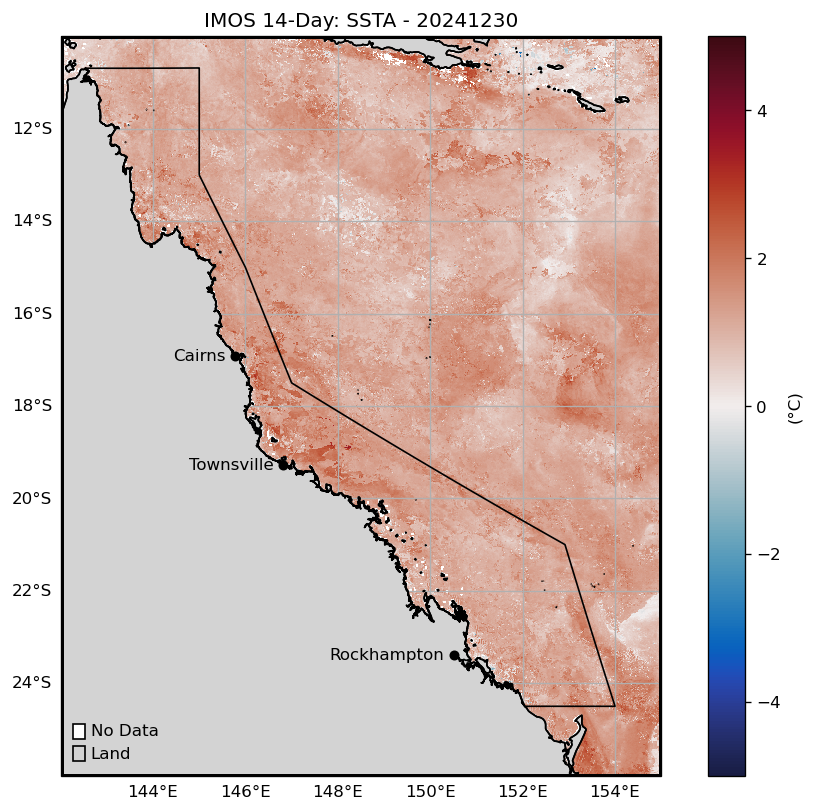 IMOS 14-Day: SSTA - 20241230
12°S
14°S
16°S
18°S
20°S
22°S
24°S
Cairns
Townsville
Rockhampton
No Data
Land
144°E
146°E
148°E
150°E
152°E
154°E
4
2
0
−2
−4
(°C)